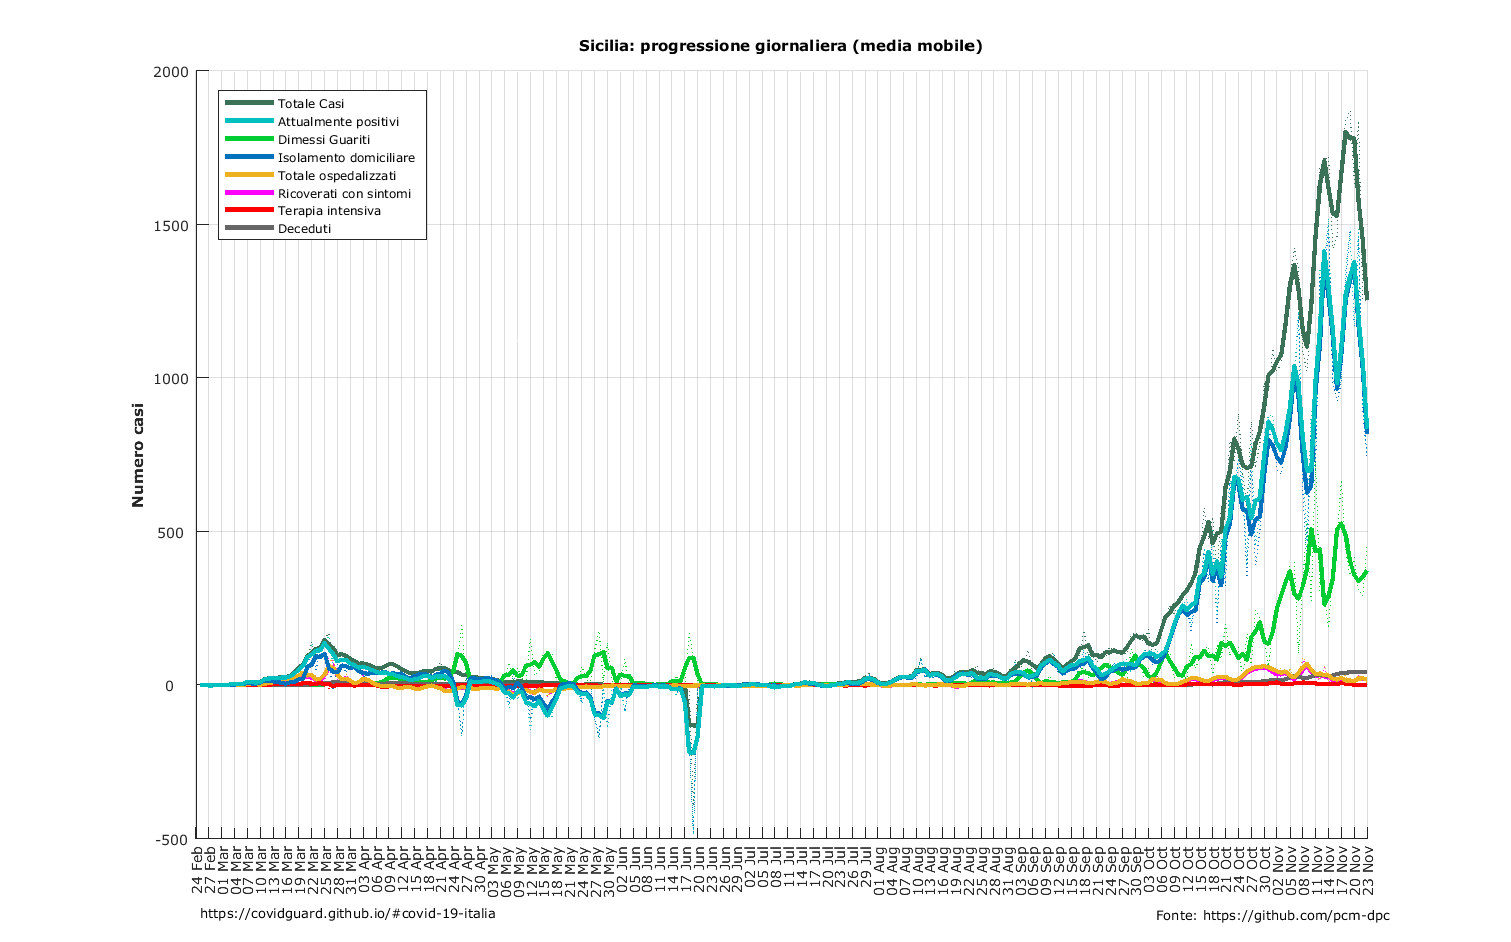 Sicilia: progressione giornaliera (media mobile)
Numero casi
2000
1500
1000
500
0
-500
Totale Casi
Attualmente positivi
Dimessi Guariti
Isolamento domiciliare
Totale ospedalizzati
Ricoverati con sintomi
Terapia intensiva
Deceduti
24 Feb
27 Feb
01 Mar
04 Mar
07 Mar
10 Mar
13 Mar
16 Mar
19 Mar
22 Mar
25 Mar
28 Mar
31 Mar
03 Apr
06 Apr
09 Apr
12 Apr
15 Apr
18 Apr
21 Apr
24 Apr
27 Apr
30 Apr
03 May
06 May
09 May
12 May
15 May
18 May
21 May
24 May
27 May
30 May
02 Jun
05 Jun
08 Jun
11 Jun
14 Jun
17 Jun
20 Jun
23 Jun
26 Jun
29 Jun
02 Jul
05 Jul
08 Jul
11 Jul
14 Jul
17 Jul
20 Jul
23 Jul
26 Jul
29 Jul
01 Aug
04 Aug
07 Aug
10 Aug
13 Aug
16 Aug
19 Aug
22 Aug
25 Aug
28 Aug
31 Aug
03 Sep
06 Sep
09 Sep
12 Sep
15 Sep
18 Sep
21 Sep
24 Sep
27 Sep
30 Sep
03 Oct
06 Oct
09 Oct
12 Oct
15 Oct
18 Oct
21 Oct
24 Oct
27 Oct
30 Oct
02 Nov
05 Nov
08 Nov
11 Nov
14 Nov
17 Nov
20 Nov
23 Nov
https://covidguard.github.io/#covid-19-italia
Fonte: https://github.com/pcm-dpc